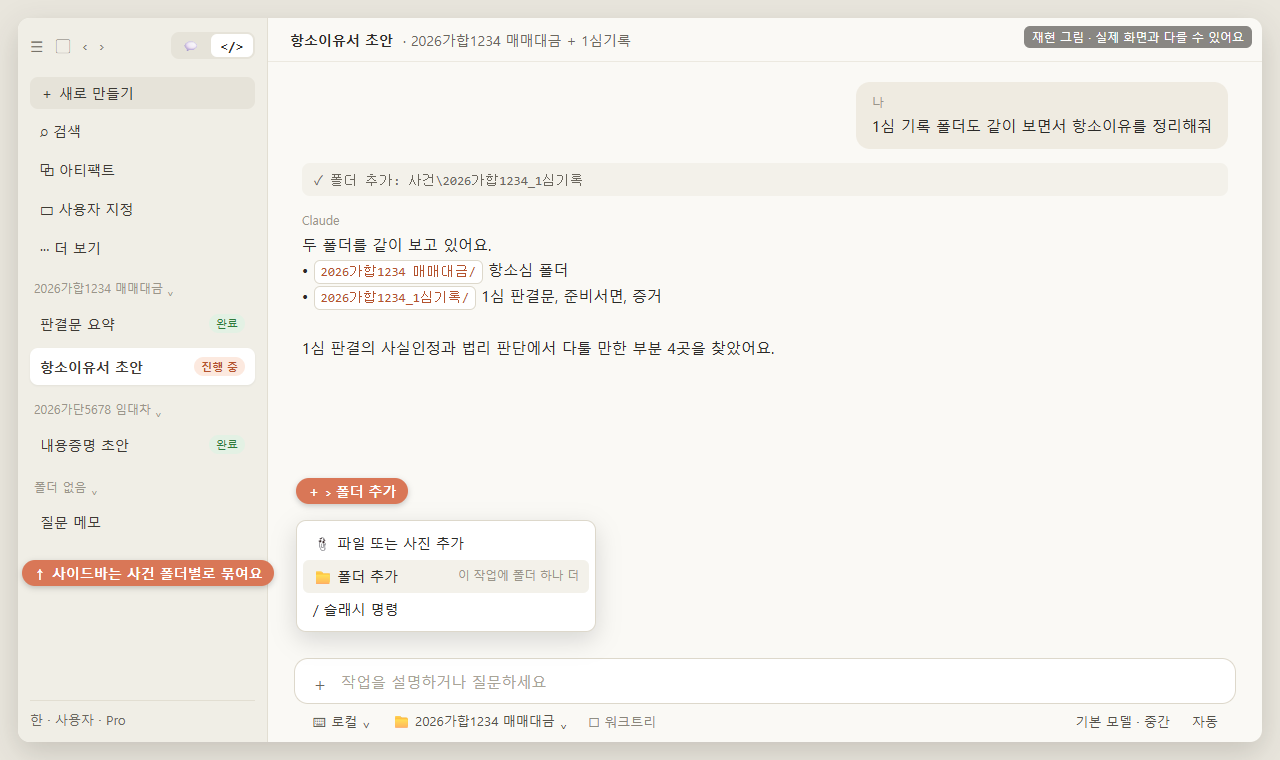 </>
+ 새로 만들기
검색
아티팩트
사용자 지정
··· 더 보기
2026가합1234 매매대금
판결문 요약 완료
항소이유서 초안 진행 중
2026가단5678 임대차
내용증명 초안 완료
폴더 없음
질문 메모
↑ 사이드바는 사건 폴더별로 묶여요
한 · 사용자 · Pro
항소이유서 초안 · 2026가합1234 매매대금 + 1심기록
재현 그림 · 실제 화면과 다를 수 있어요
나
1심 기록 폴더도 같이 보면서 항소이유를 정리해줘
✓ 폴더 추가: 사건\2026가합1234_1심기록
Claude
두 폴더를 같이 보고 있어요.
• 2026가합1234 매매대금/ 항소심 폴더
• 2026가합1234_1심기록/ 1심 판결문, 준비서면, 증거
1심 판결의 사실인정과 법리 판단에서 다툴 만한 부분 4곳을 찾았어요.
+ › 폴더 추가
파일 또는 사진 추가
폴더 추가 이 작업에 폴더 하나 더
/ 슬래시 명령
+ 작업을 설명하거나 질문하세요
로컬 2026가합1234 매매대금 워크트리 기본 모델 · 중간 자동